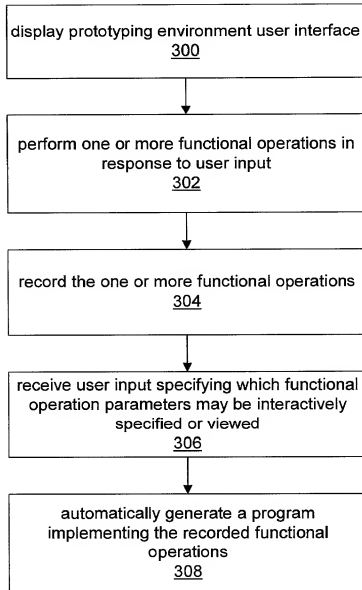 display prototyping environment user interface
300
perform one or more functional operations in
response to user input
302
record the one or more functional operations
304
receive user input specifying which functional
operation parameters may be interactively
specified or viewed
306
automatically generate a program
implementing the recorded functional
operations
308